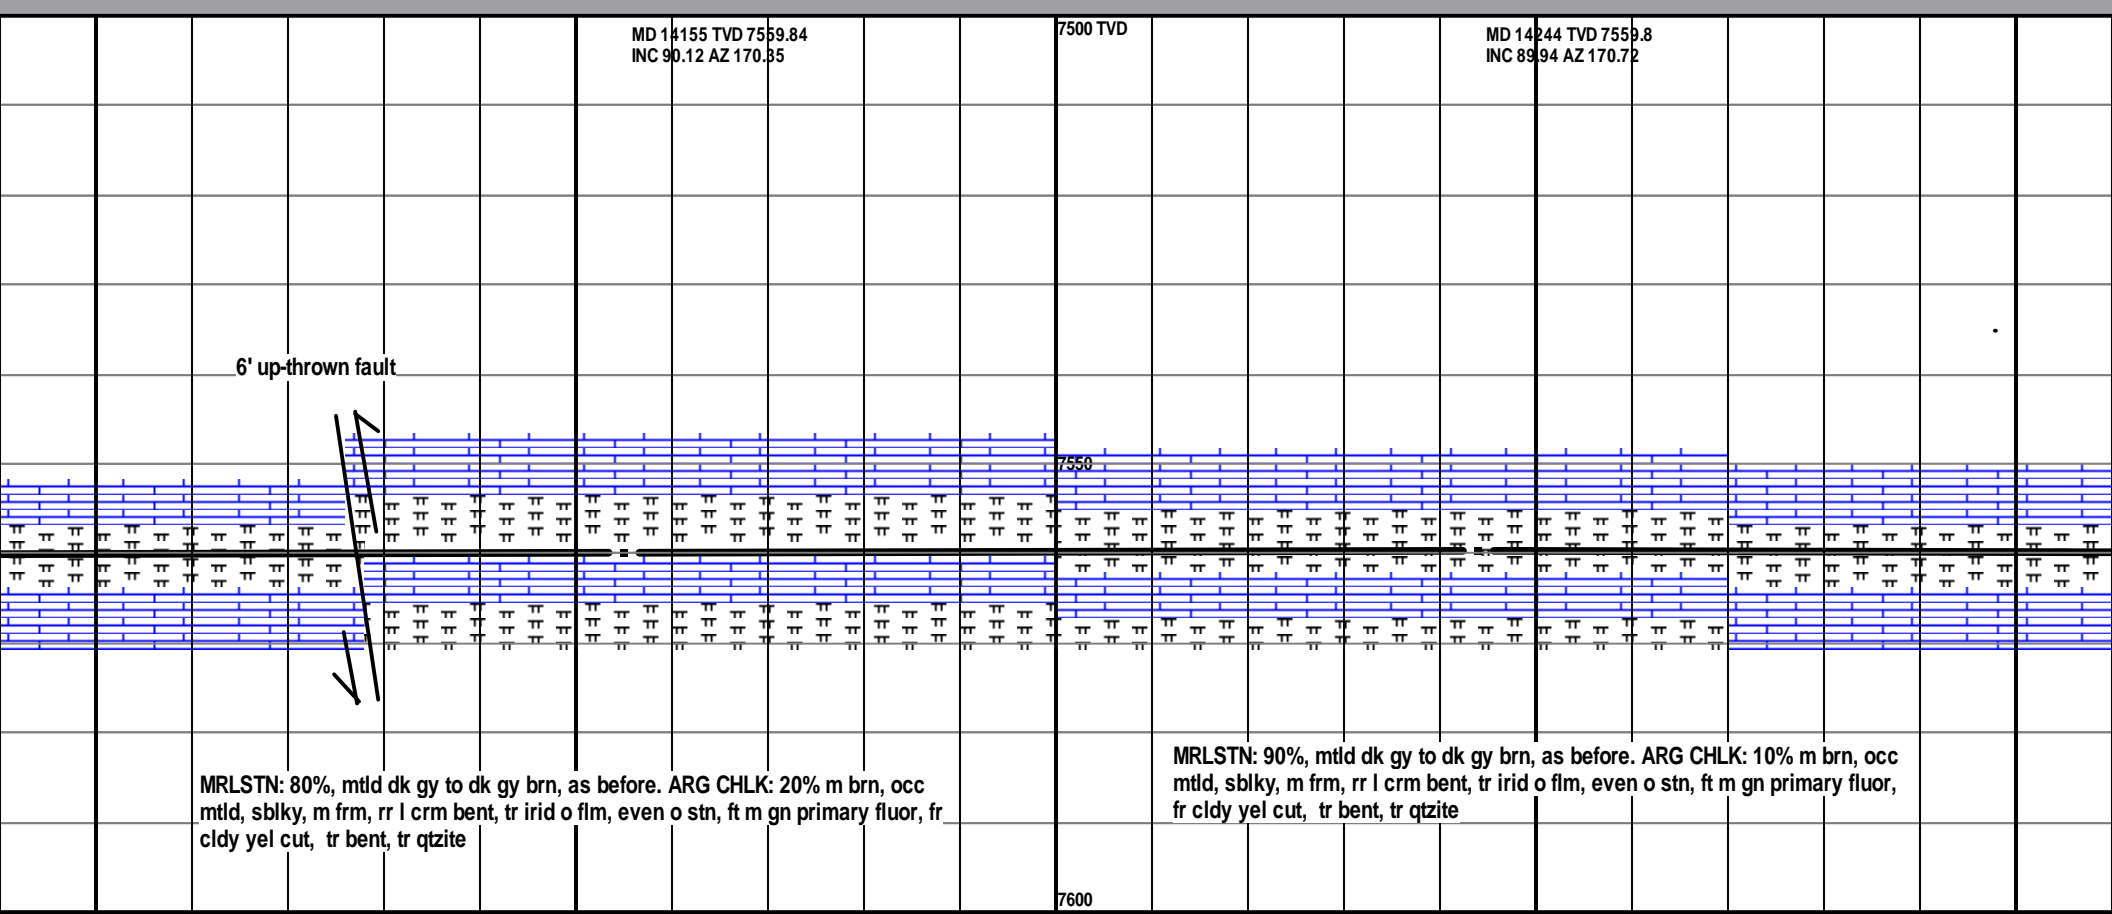 MD 14155 TVD 7559.84
INC 90.12 AZ 170.35
7500 TVD
MD 14244 TVD 7559.8
INC 89.94 AZ 170.72
6' up-thrown fault
7550
MRLSTN: 80%, mtld dk gy to dk gy brn, as before. ARG CHLK: 20% m brn, occ
mtld, sblky, m frm, rr l crm bent, tr irid o flm, even o stn, ft m gn primary fluor, fr
cldy yel cut, tr bent, tr qtzite
MRLSTN: 90%, mtld dk gy to dk gy brn, as before. ARG CHLK: 10% m brn, occ
mtld, sblky, m frm, rr l crm bent, tr irid o flm, even o stn, ft m gn primary fluor,
fr cldy yel cut, tr bent, tr qtzite
7600